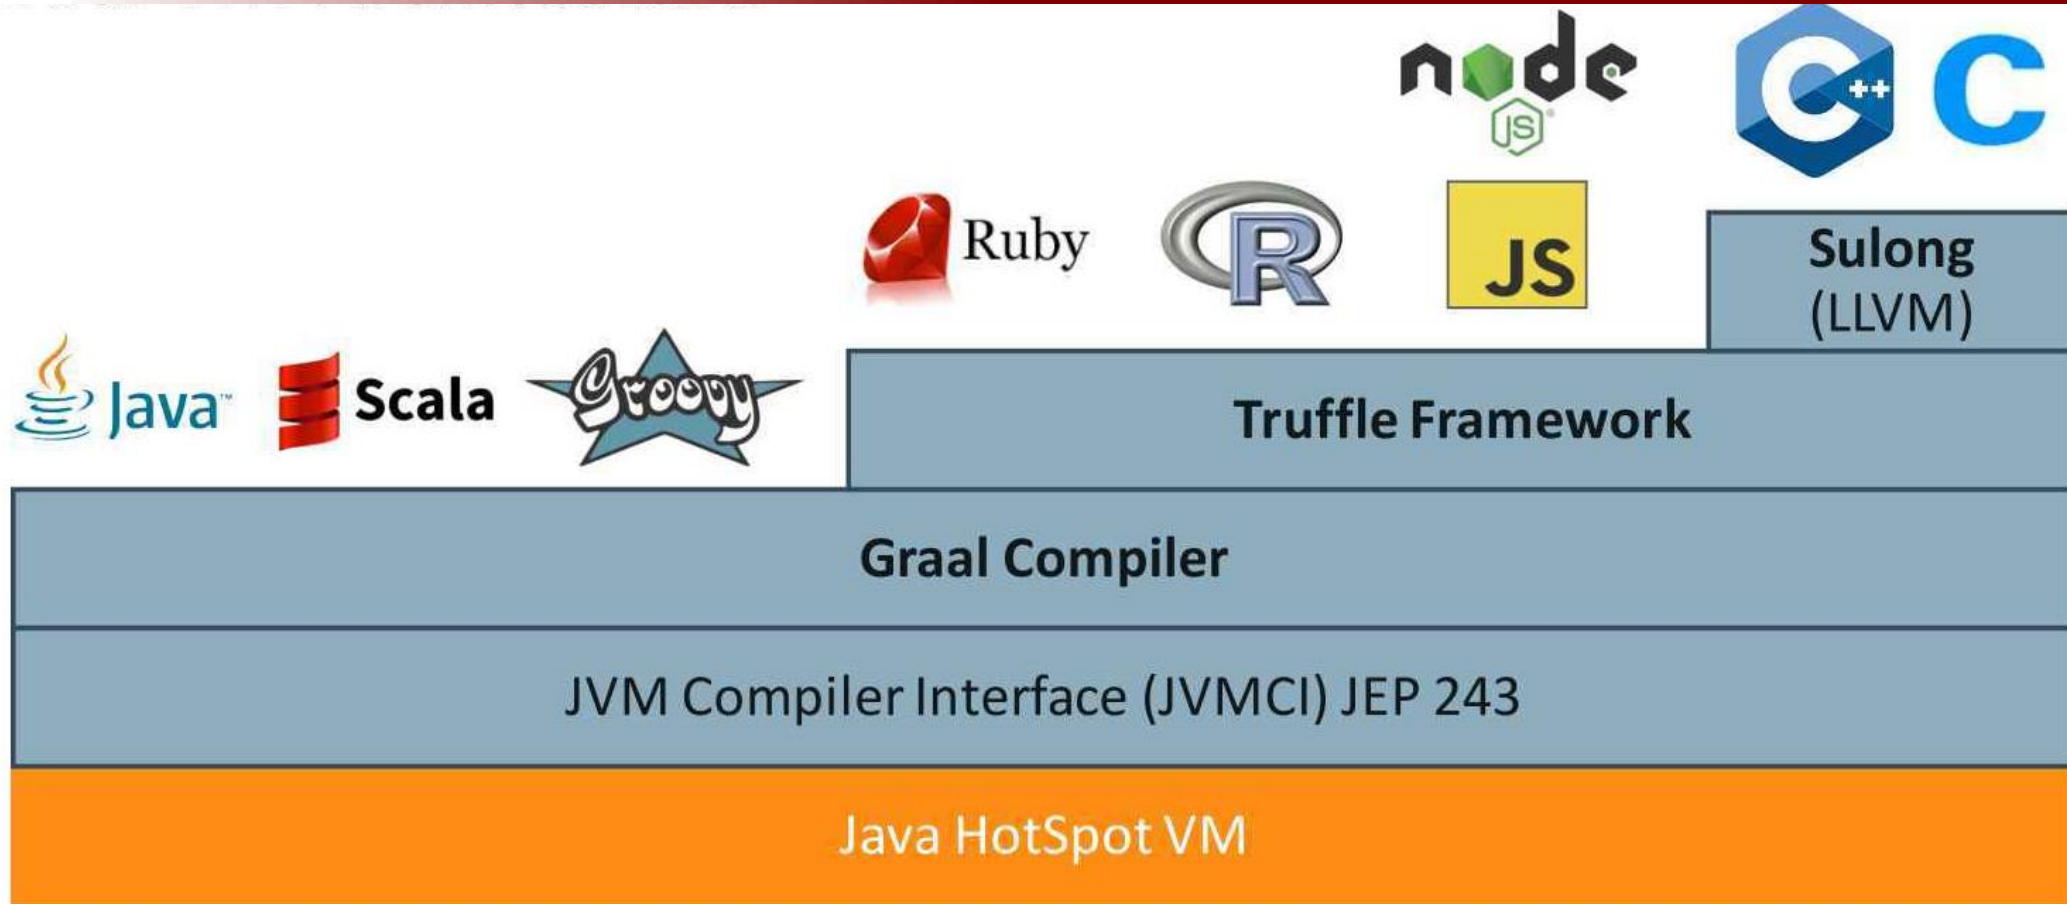 node
JS
C++
C
Ruby
R
JS
Sulong
(LLVM)
Java™
Scala
Groovy
Truffle Framework
Graal Compiler
JVM Compiler Interface (JVMCI) JEP 243
Java HotSpot VM